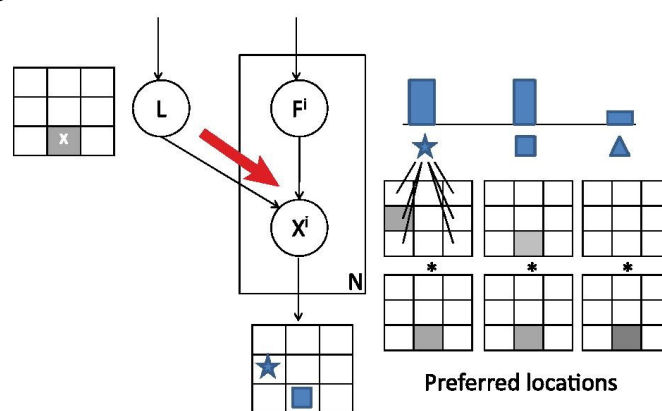 L
F^i
X
X^i
N
* * *
Preferred locations